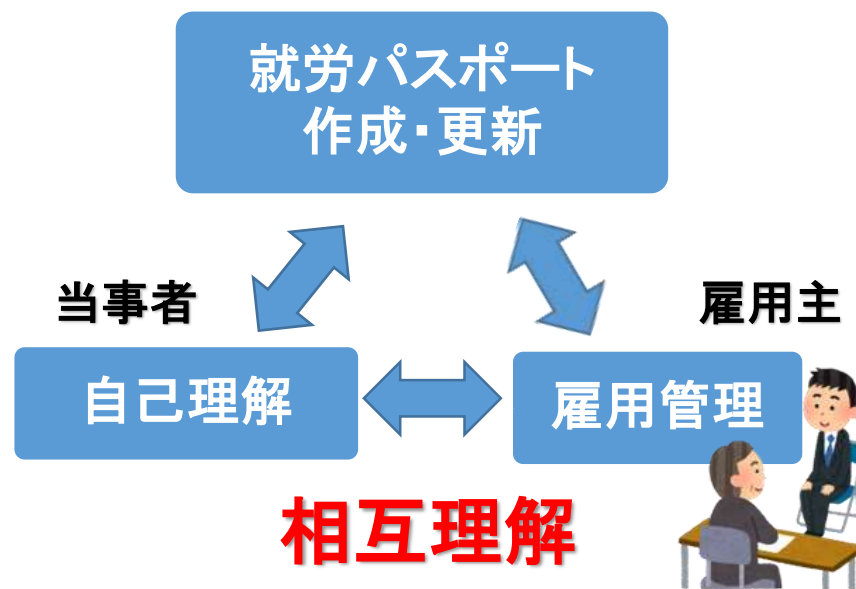 就労パスポート
作成・更新
当事者
雇用主
自己理解
雇用管理
相互理解